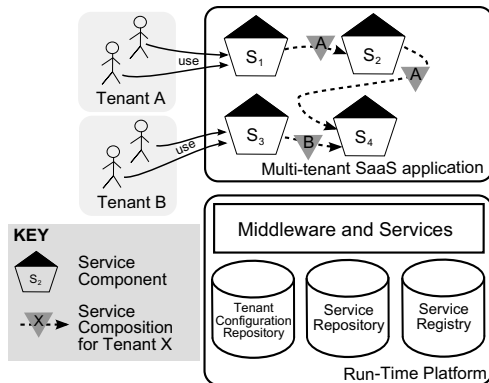 use
Tenant A
S1
A
S2
A
use
Tenant B
S3
B
S4
Multi-tenant SaaS application
KEY
S2
Service
Component
X
Service
Composition
for Tenant X
Middleware and Services
Tenant
Configuration
Repository
Service
Repository
Service
Registry
Run-Time Platform